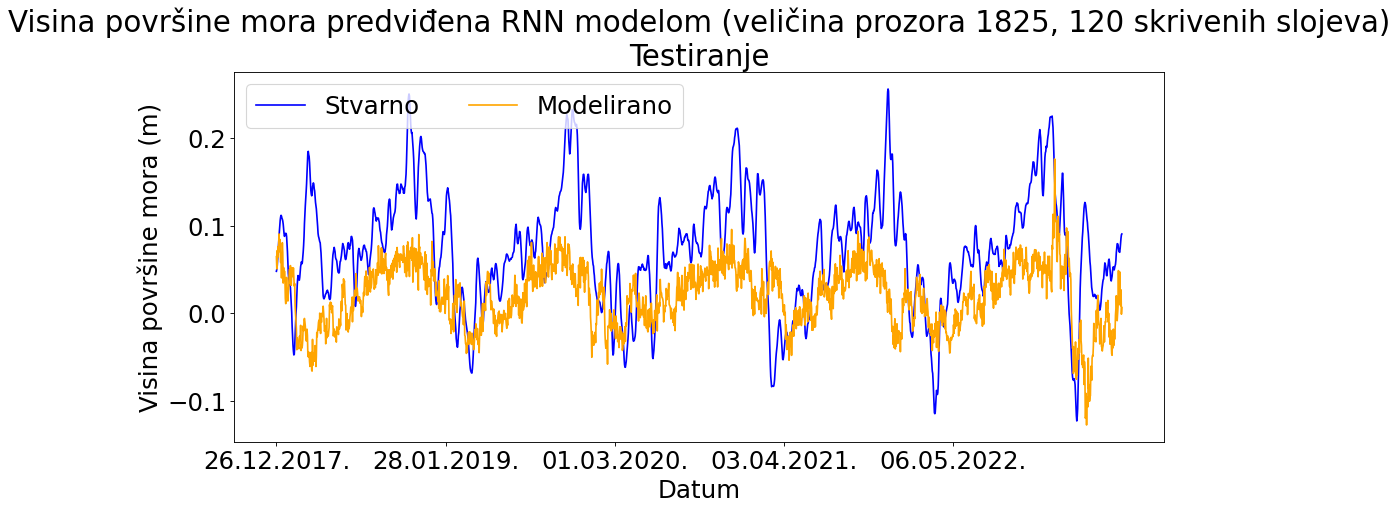 Visina površine mora predviđena RNN modelom (veličina prozora 1825, 120 skrivenih slojeva)
Testiranje
Stvarno Modelirano
Visina površine mora (m)
0.2
0.1
0.0
−0.1
26.12.2017. 28.01.2019. 01.03.2020. 03.04.2021. 06.05.2022.
Datum